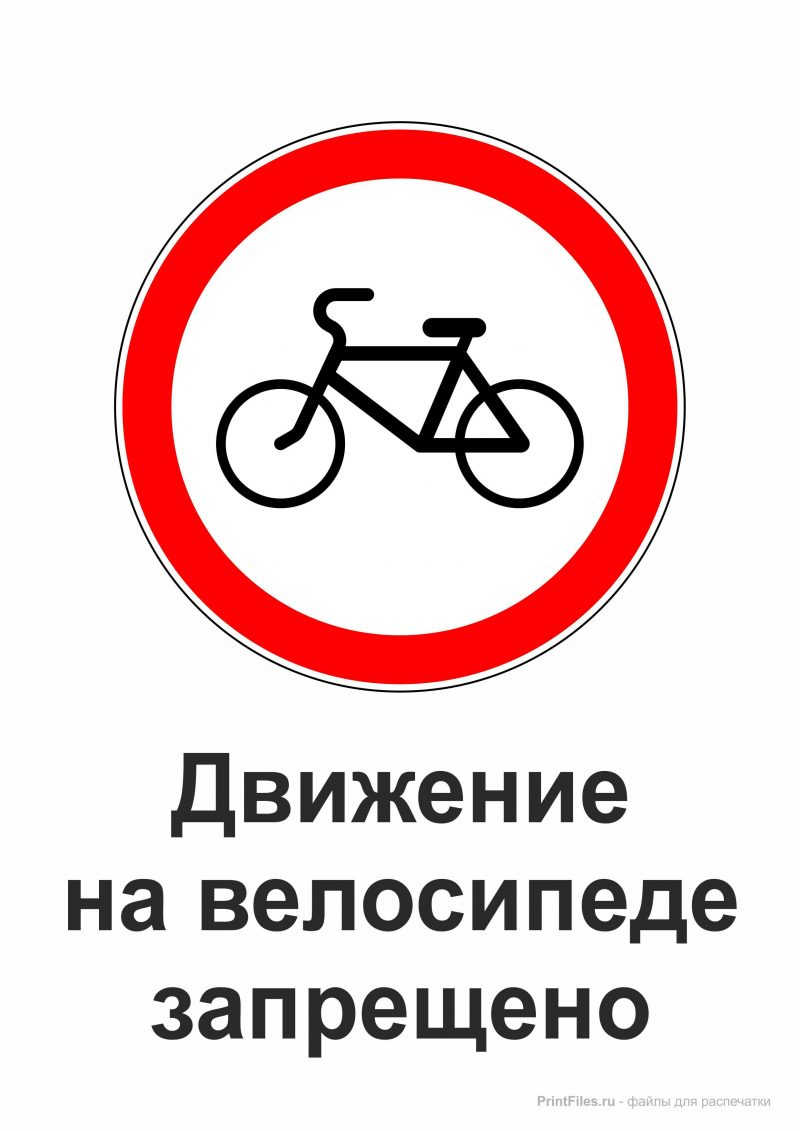 Движение
на велосипеде
запрещено
PrintFiles.ru - файлы для распечатки